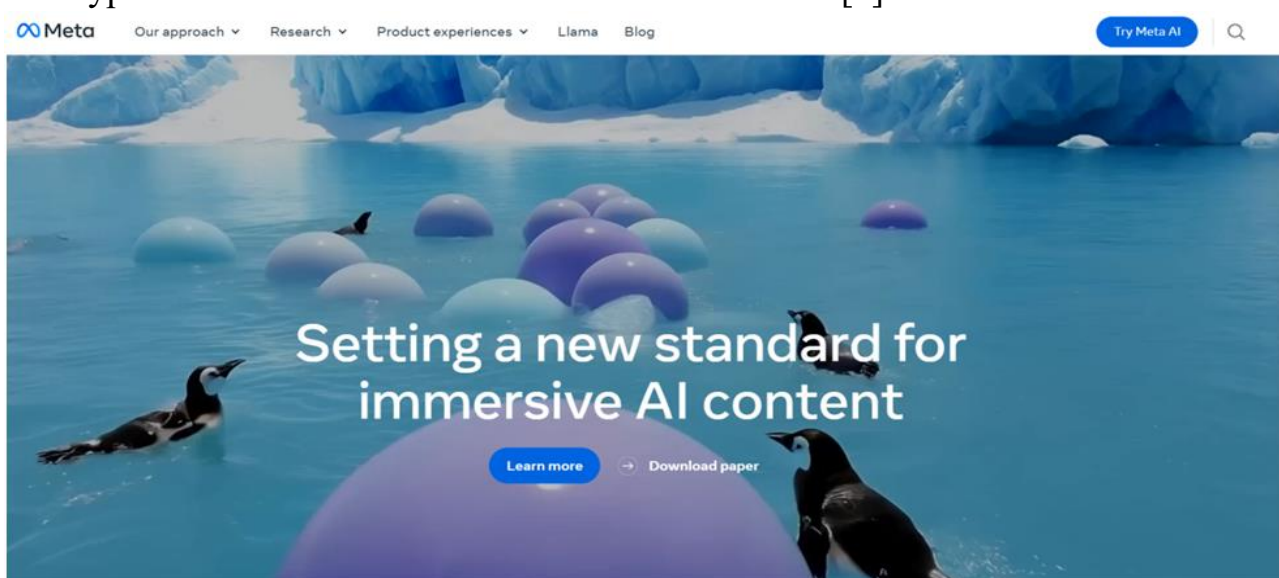 Meta Our approach Research Product experiences Llama Blog Try Meta AI
Setting a new standard for
immersive AI content
Learn more Download paper